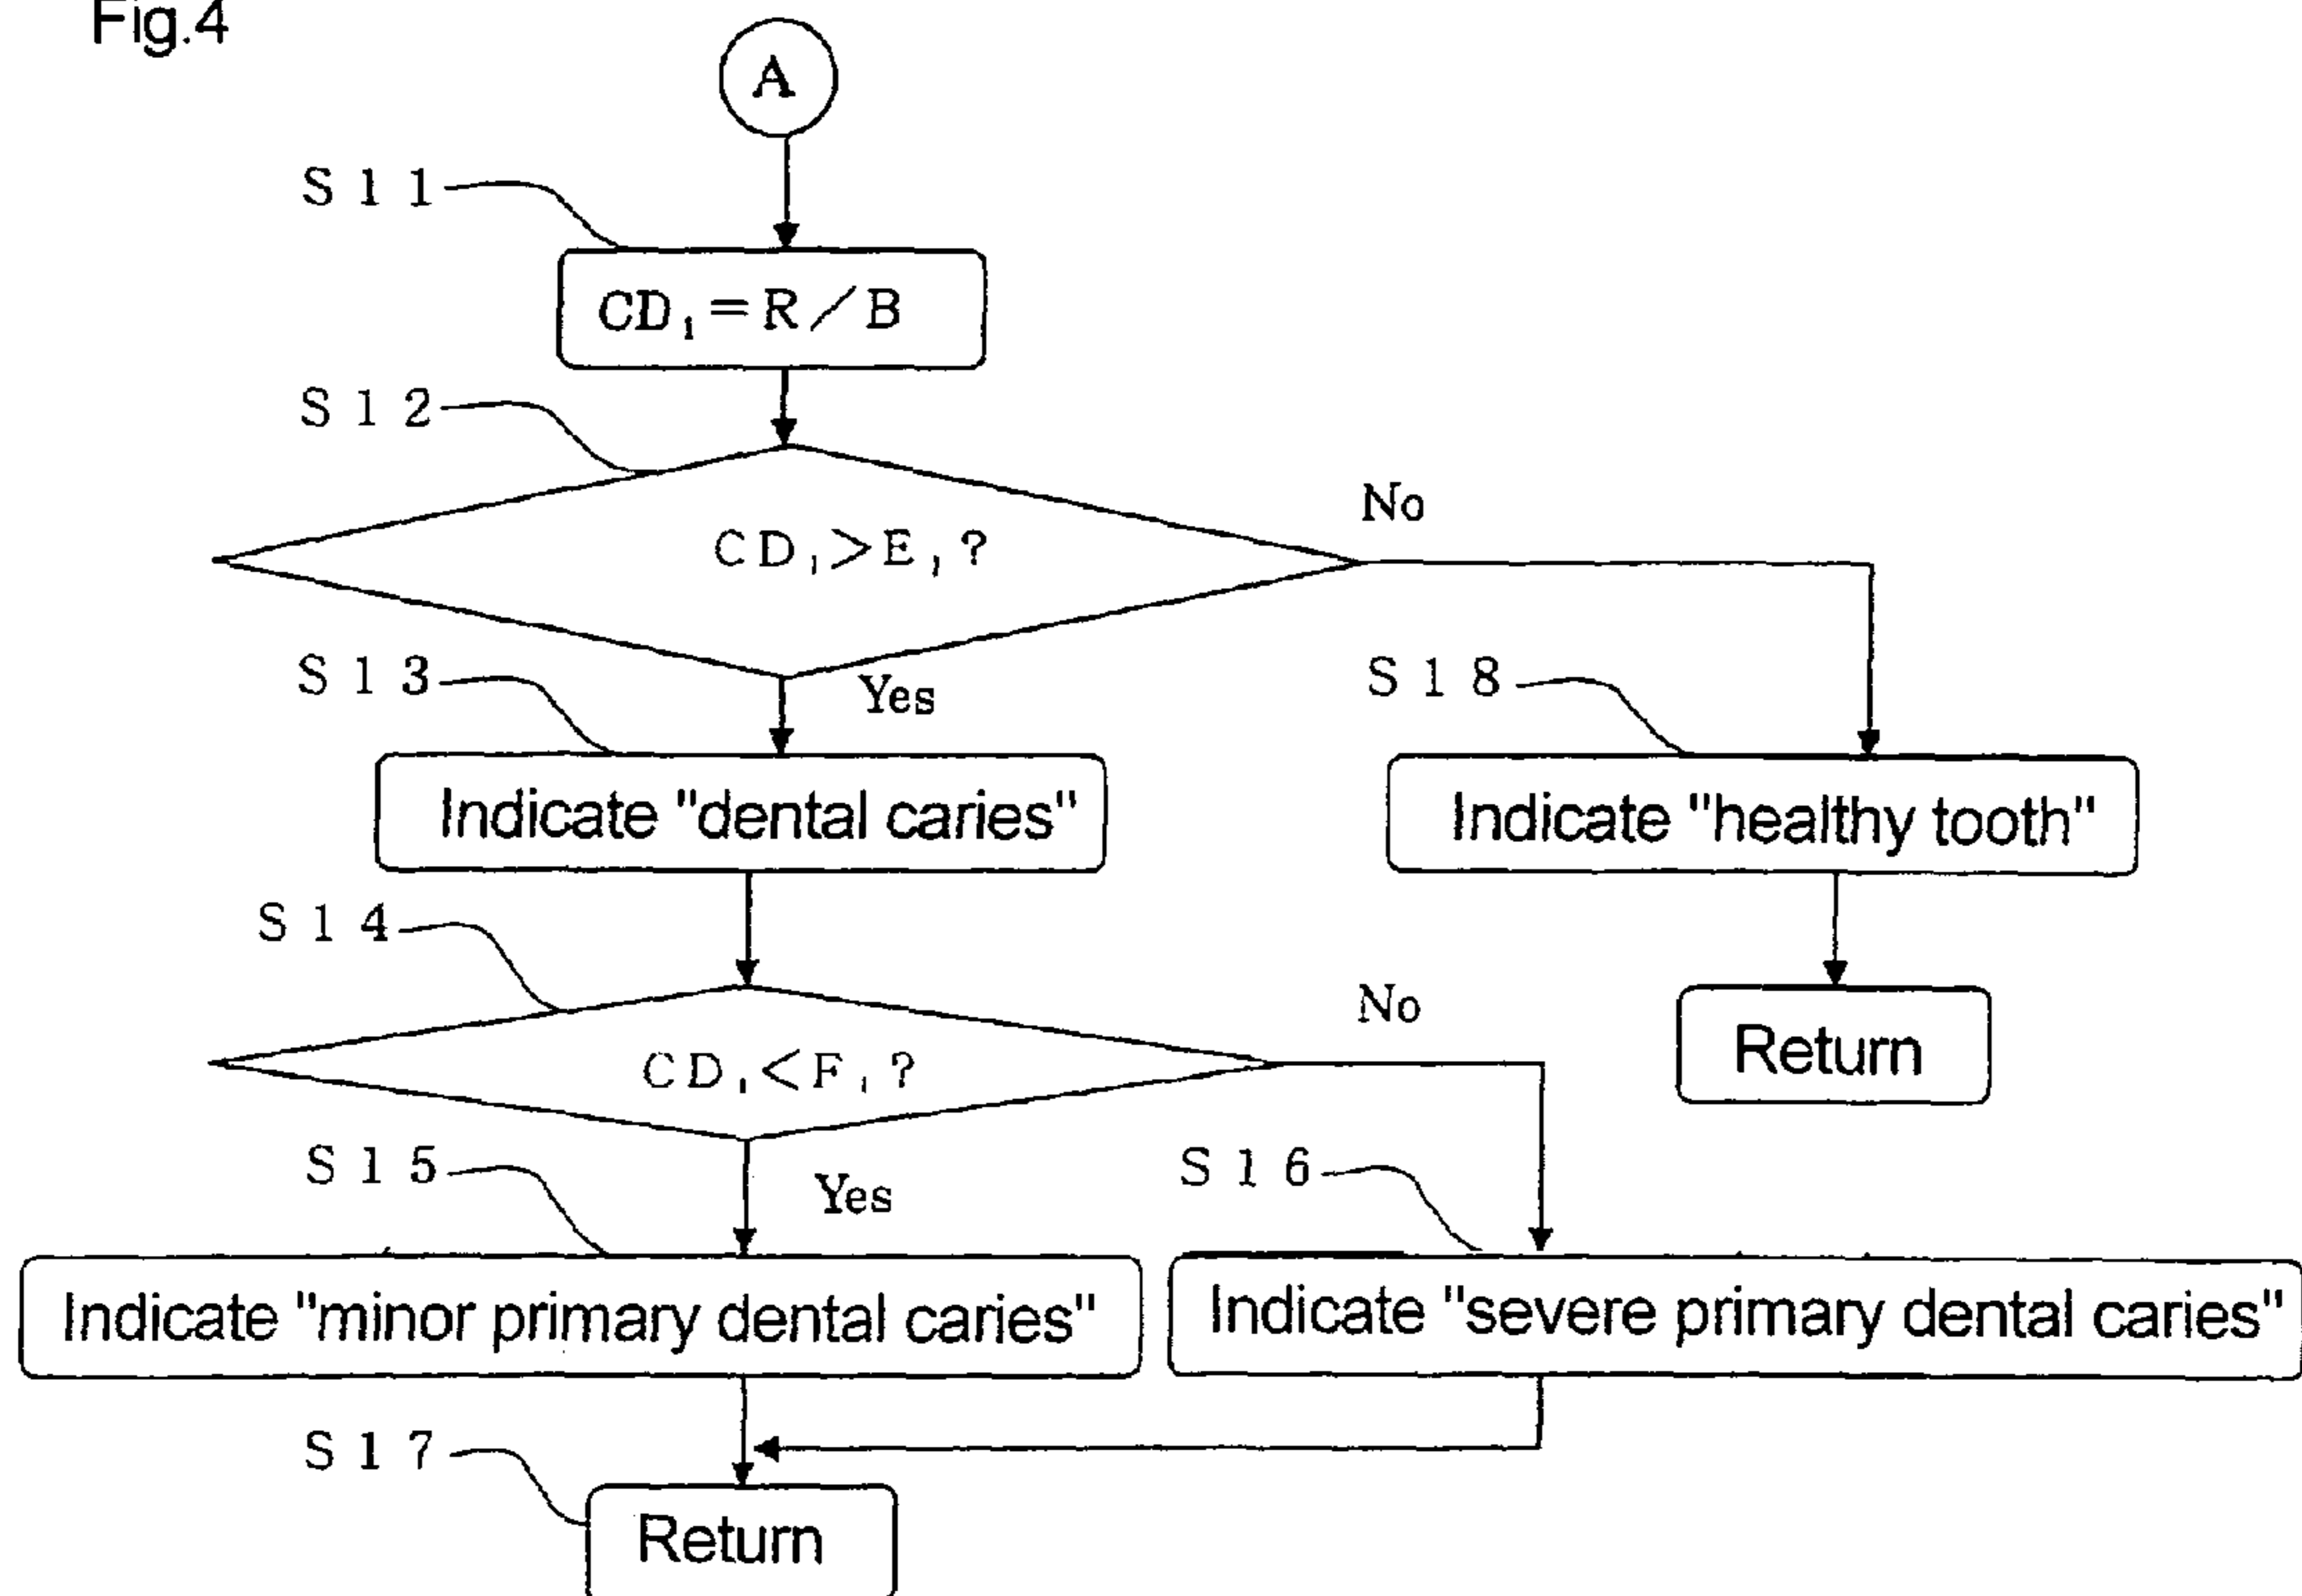 Fig.4
A
S11
CD₁=R/B
S12
CD₁>E₁?
No
Yes
S13
Indicate "dental caries"
S18
Indicate "healthy tooth"
S14
CD₁<F₁?
No
Return
Yes
S15
Indicate "minor primary dental caries"
S16
Indicate "severe primary dental caries"
S17
Return